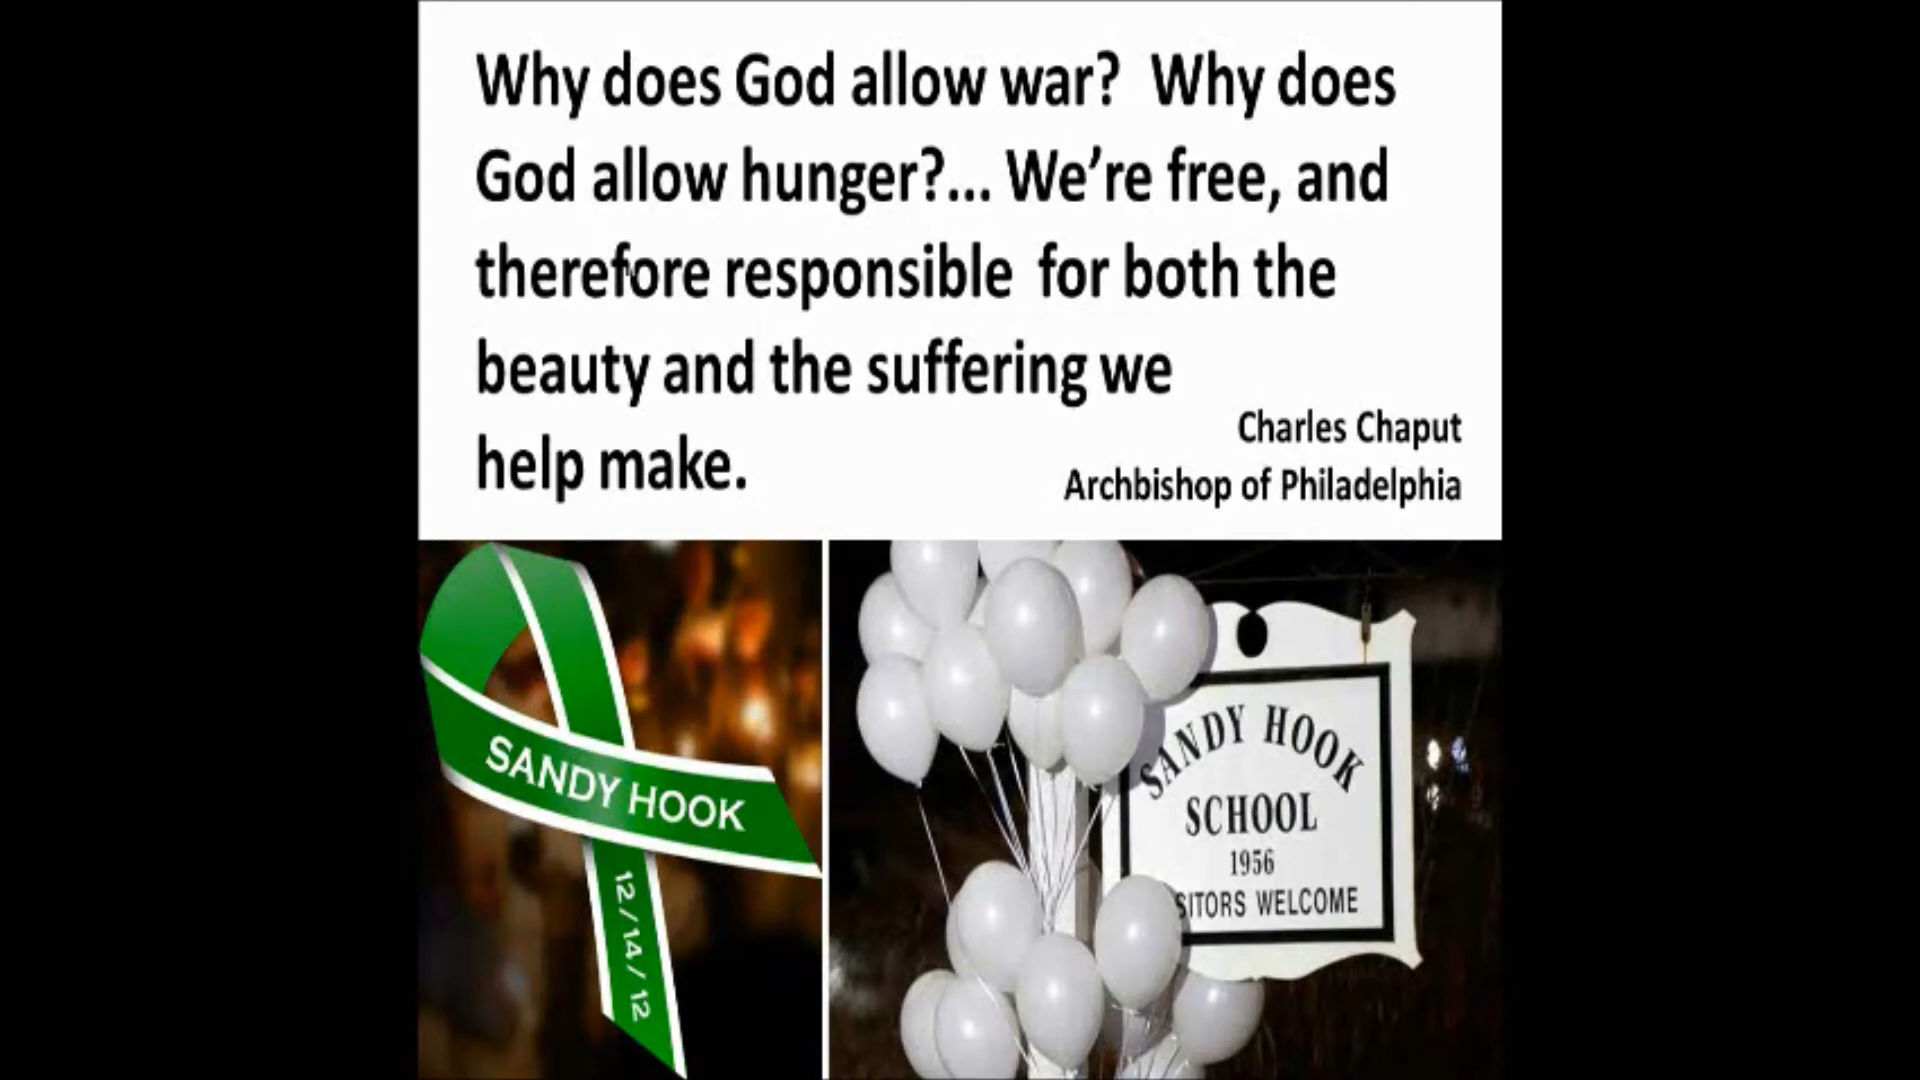 Why does God allow war? Why does
God allow hunger?... We're free, and
therefore responsible for both the
beauty and the suffering we
help make.
Charles Chaput
Archbishop of Philadelphia
SANDY HOOK
12/14/12
SANDY HOOK
SCHOOL
1956
SITORS WELCOME